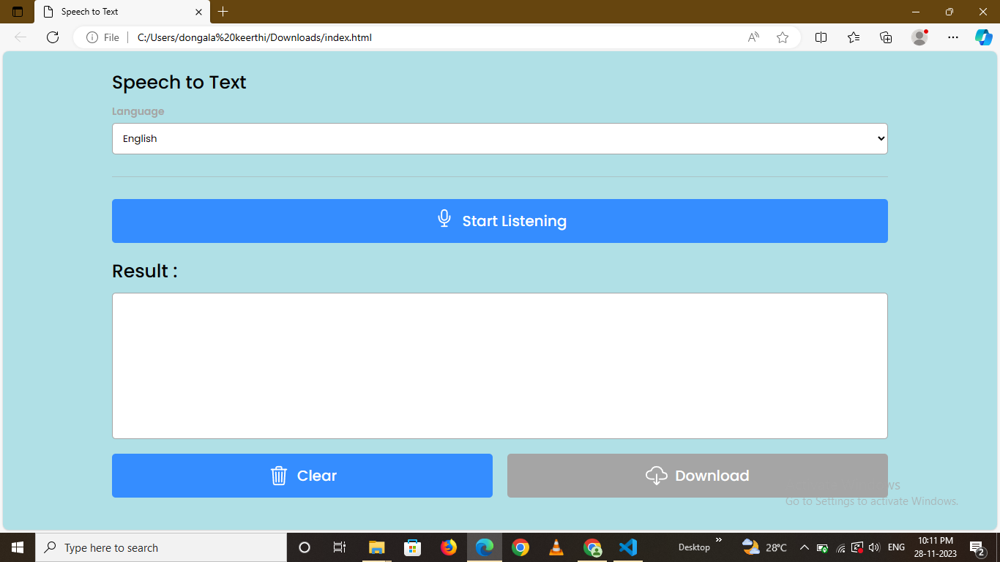 Speech to Text
File
C:/Users/dongala%20keerthi/Downloads/index.html
Speech to Text
Language
English
Start Listening
Result :
Clear
Download
Go to Settings to activate Windows.
Type here to search
Desktop
28°C
ENG
10:11 PM
28-11-2023
2